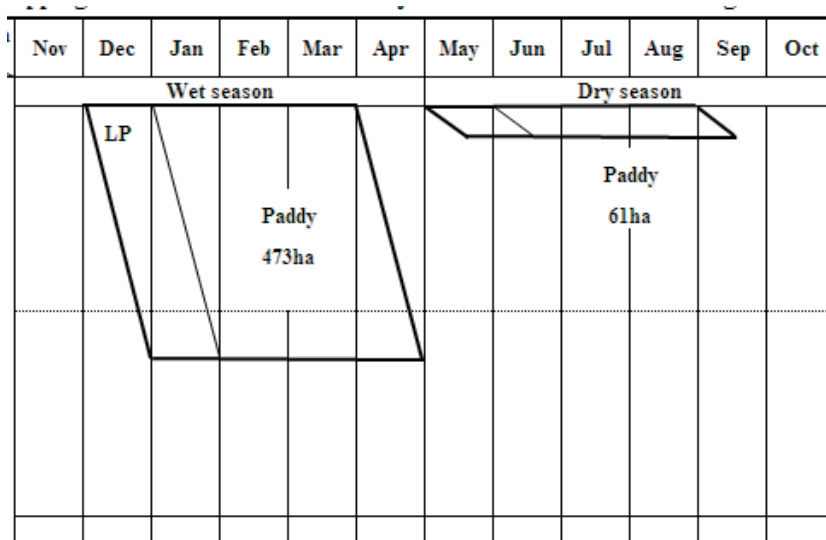 Nov Dec Jan Feb Mar Apr May Jun Jul Aug Sep Oct
Wet season Dry season
LP
Paddy
61ha
Paddy
473ha